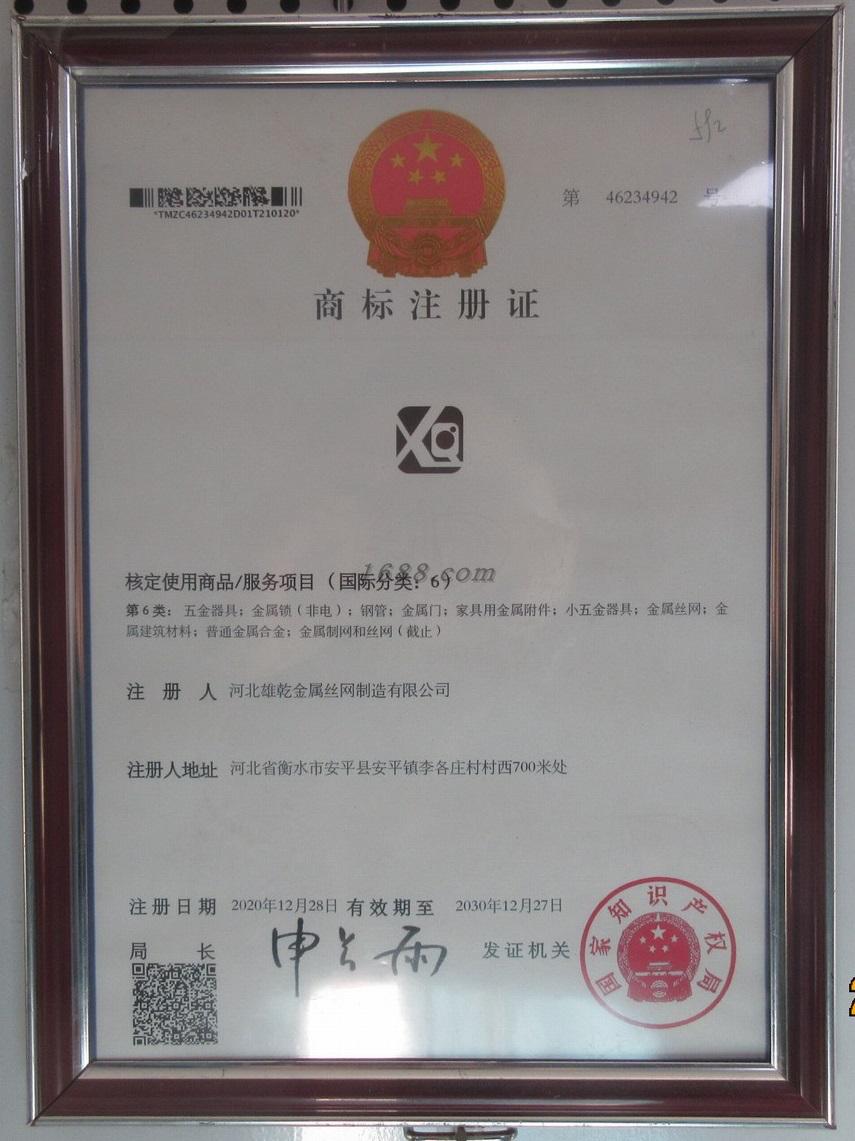 *TMZC46234942D01T210120*
第 46234942 号
商标注册证
XQ
1688.com
核定使用商品/服务项目（国际分类：6）
第6类：五金器具；金属锁（非电）；钢管；金属门；家具用金属附件；小五金器具；金属丝网；金
属建筑材料；普通金属合金；金属制网和丝网（截止）
注册人 河北雄乾金属丝网制造有限公司
注册人地址 河北省衡水市安平县安平镇李各庄村村西700米处
注册日期 2020年12月28日 有效期至 2030年12月27日
局长 申长雨 发证机关
国家知识产权局